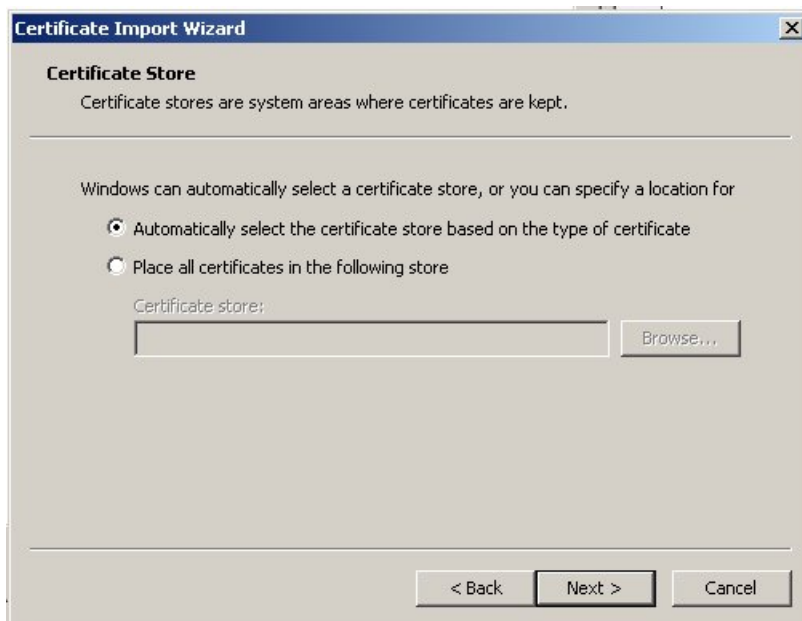 Certificate Import Wizard
Certificate Store
Certificate stores are system areas where certificates are kept.
Windows can automatically select a certificate store, or you can specify a location for
Automatically select the certificate store based on the type of certificate
Place all certificates in the following store
Certificate store:
Browse...
< Back Next > Cancel